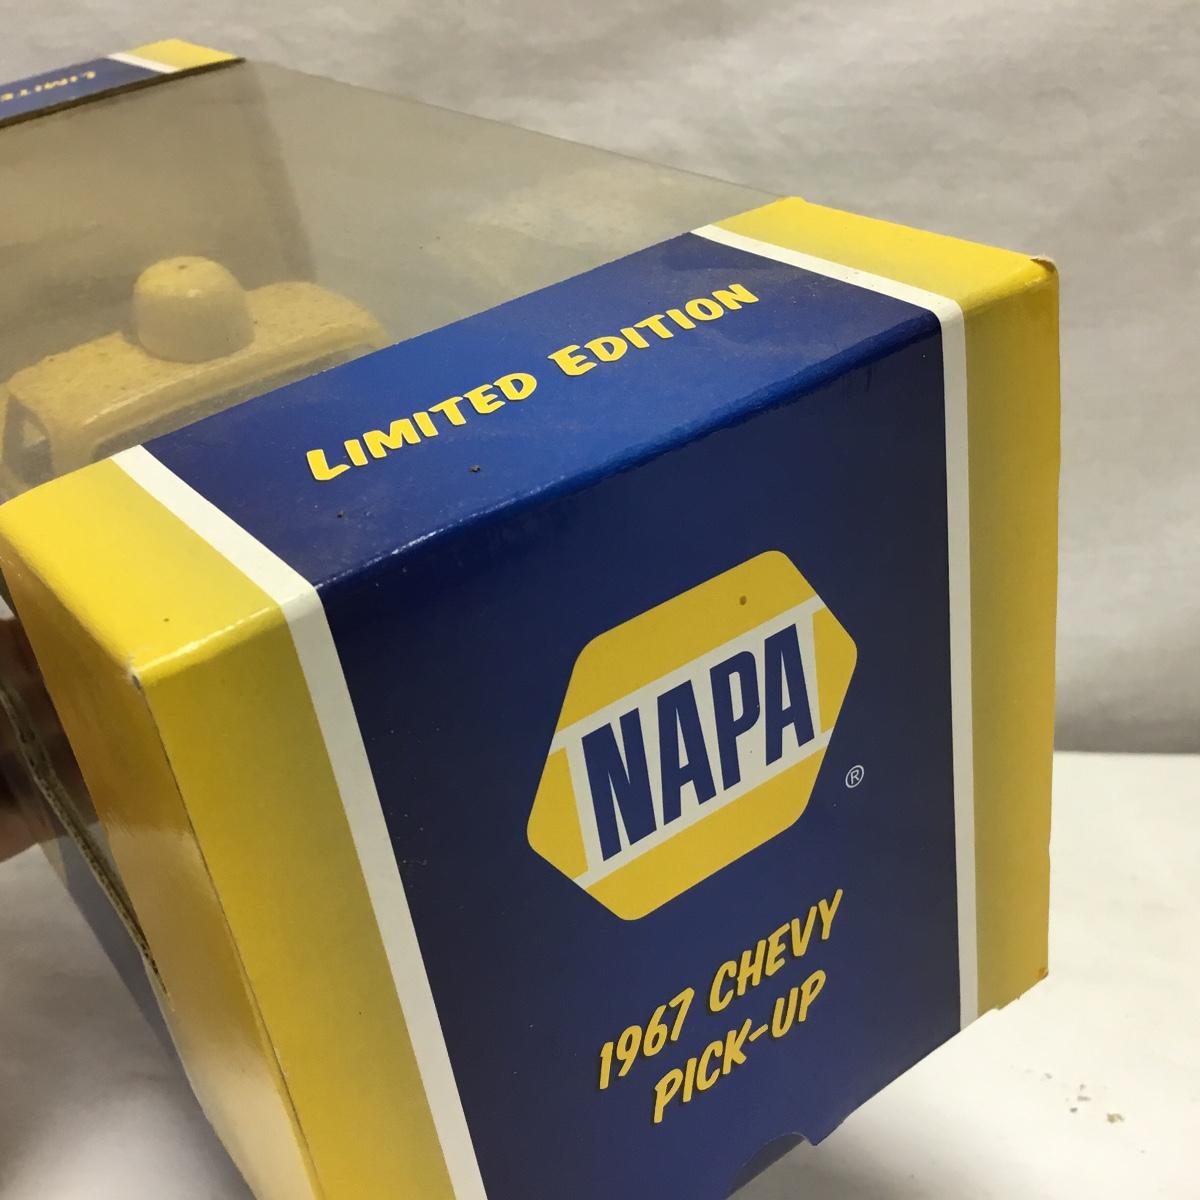 LIMITED EDITION
NAPA
®
1967 CHEVY
PICK-UP